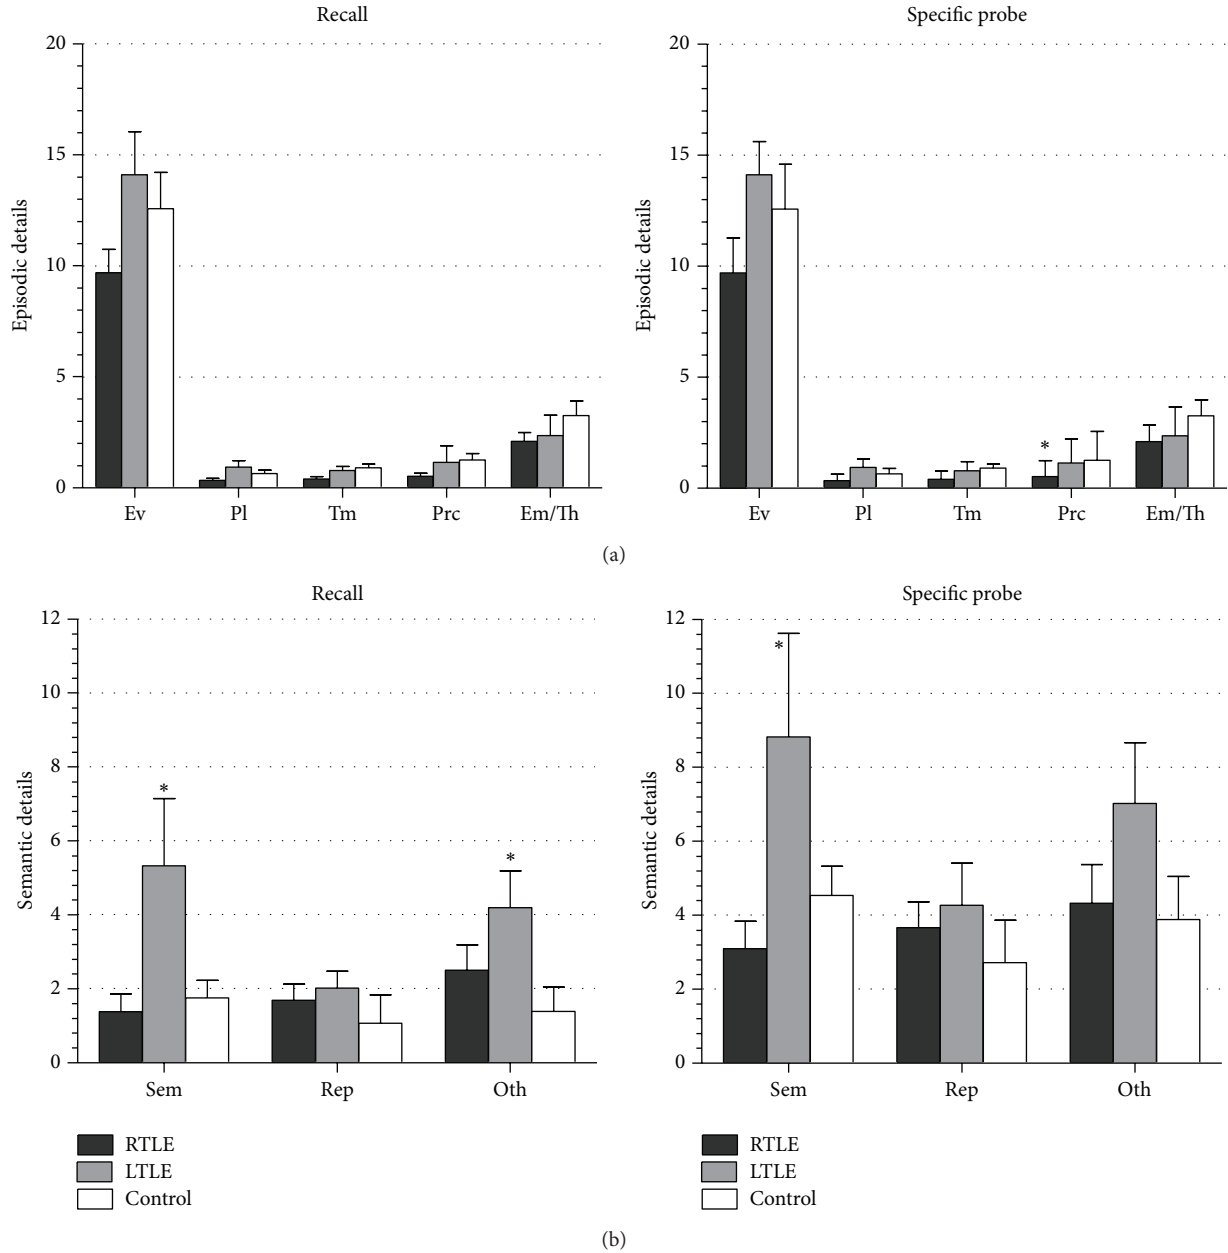 Recall
Specific probe
20
15
10
5
0
Episodic details
Ev Pl Tm Prc Em/Th
20
15
10
5
0
Episodic details
*
Ev Pl Tm Prc Em/Th
(a)
Recall
Specific probe
12
10
8
6
4
2
0
Semantic details
*
*
Sem Rep Oth
12
10
8
6
4
2
0
Semantic details
*
Sem Rep Oth
RTLE
LTLE
Control
RTLE
LTLE
Control
(b)